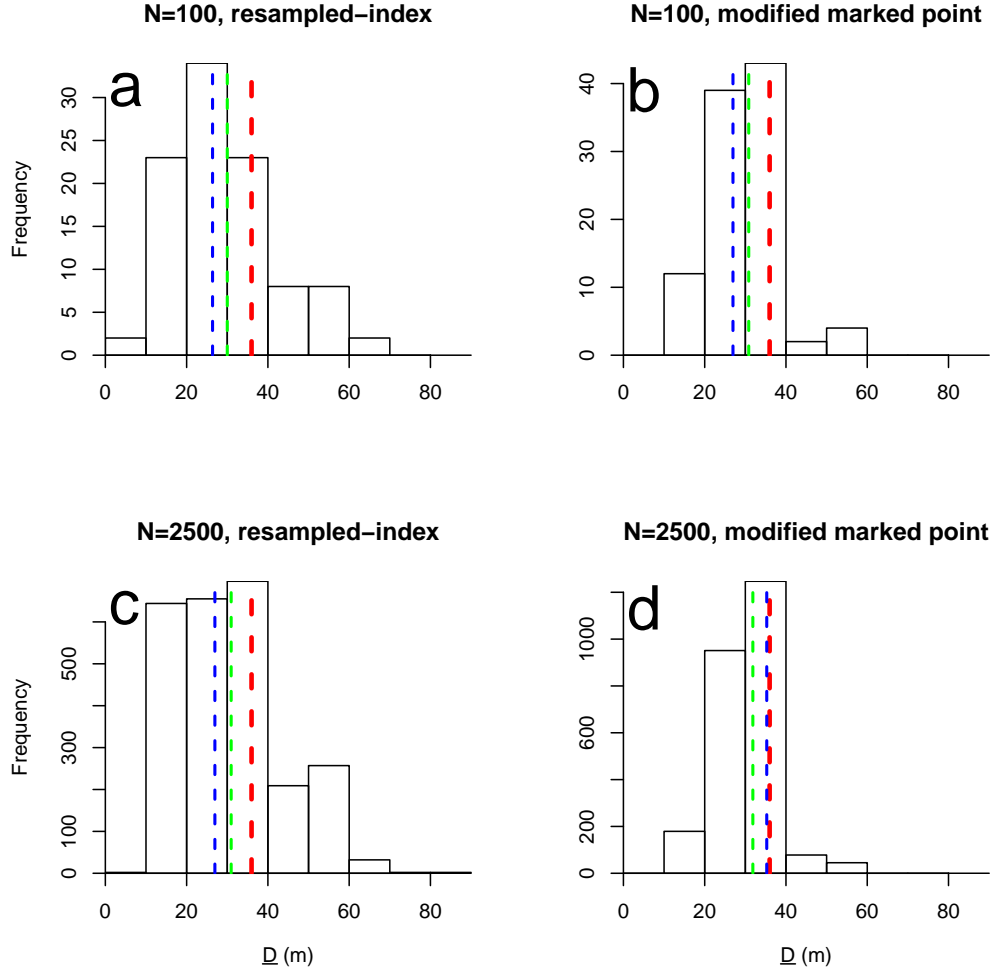 N=100, resampled−index
N=100, modified marked point
a
b
Frequency
0 5 10 15 20 25 30
0 10 20 30 40
0 20 40 60 80
0 20 40 60 80
N=2500, resampled−index
N=2500, modified marked point
c
d
Frequency
0 100 300 500
0 200 600 1000
0 20 40 60 80
0 20 40 60 80
D (m)
D (m)